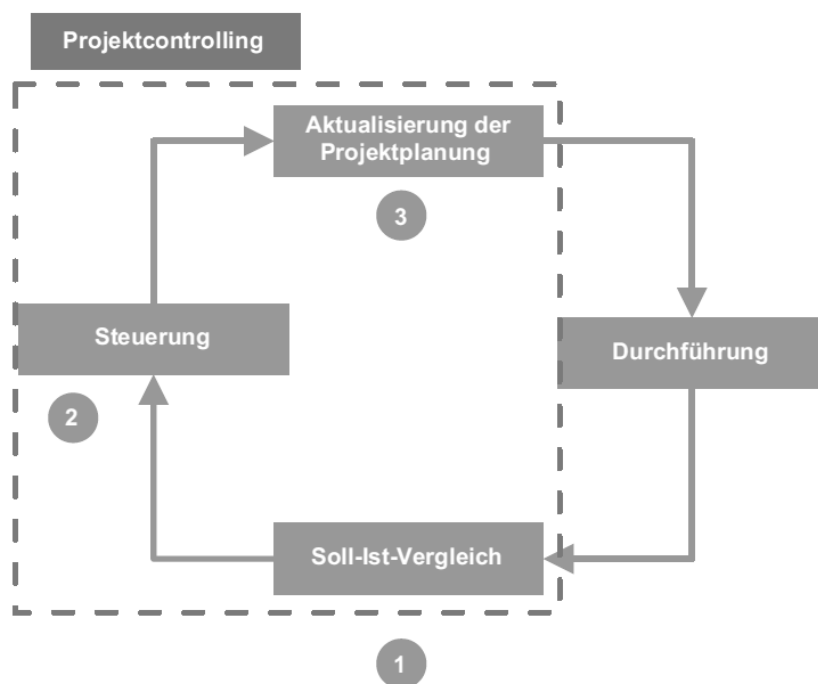 Projektcontrolling
Aktualisierung der
Projektplanung
3
Steuerung
Durchführung
2
Soll-Ist-Vergleich
1